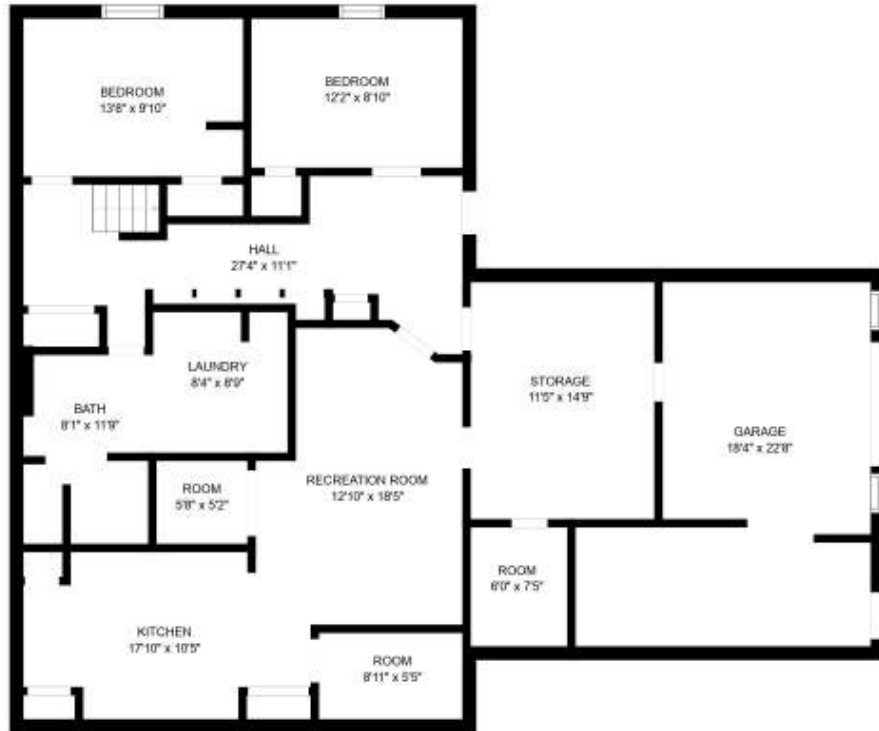 BEDROOM
13'8" x 9'10"
BEDROOM
12'2" x 8'10"
HALL
27'4" x 11'1"
LAUNDRY
8'4" x 8'9"
BATH
8'1" x 11'9"
STORAGE
11'5" x 14'9"
GARAGE
18'4" x 22'8"
ROOM
5'8" x 5'2"
RECREATION ROOM
12'10" x 18'5"
ROOM
6'0" x 7'5"
KITCHEN
17'10" x 10'5"
ROOM
8'11" x 5'5"